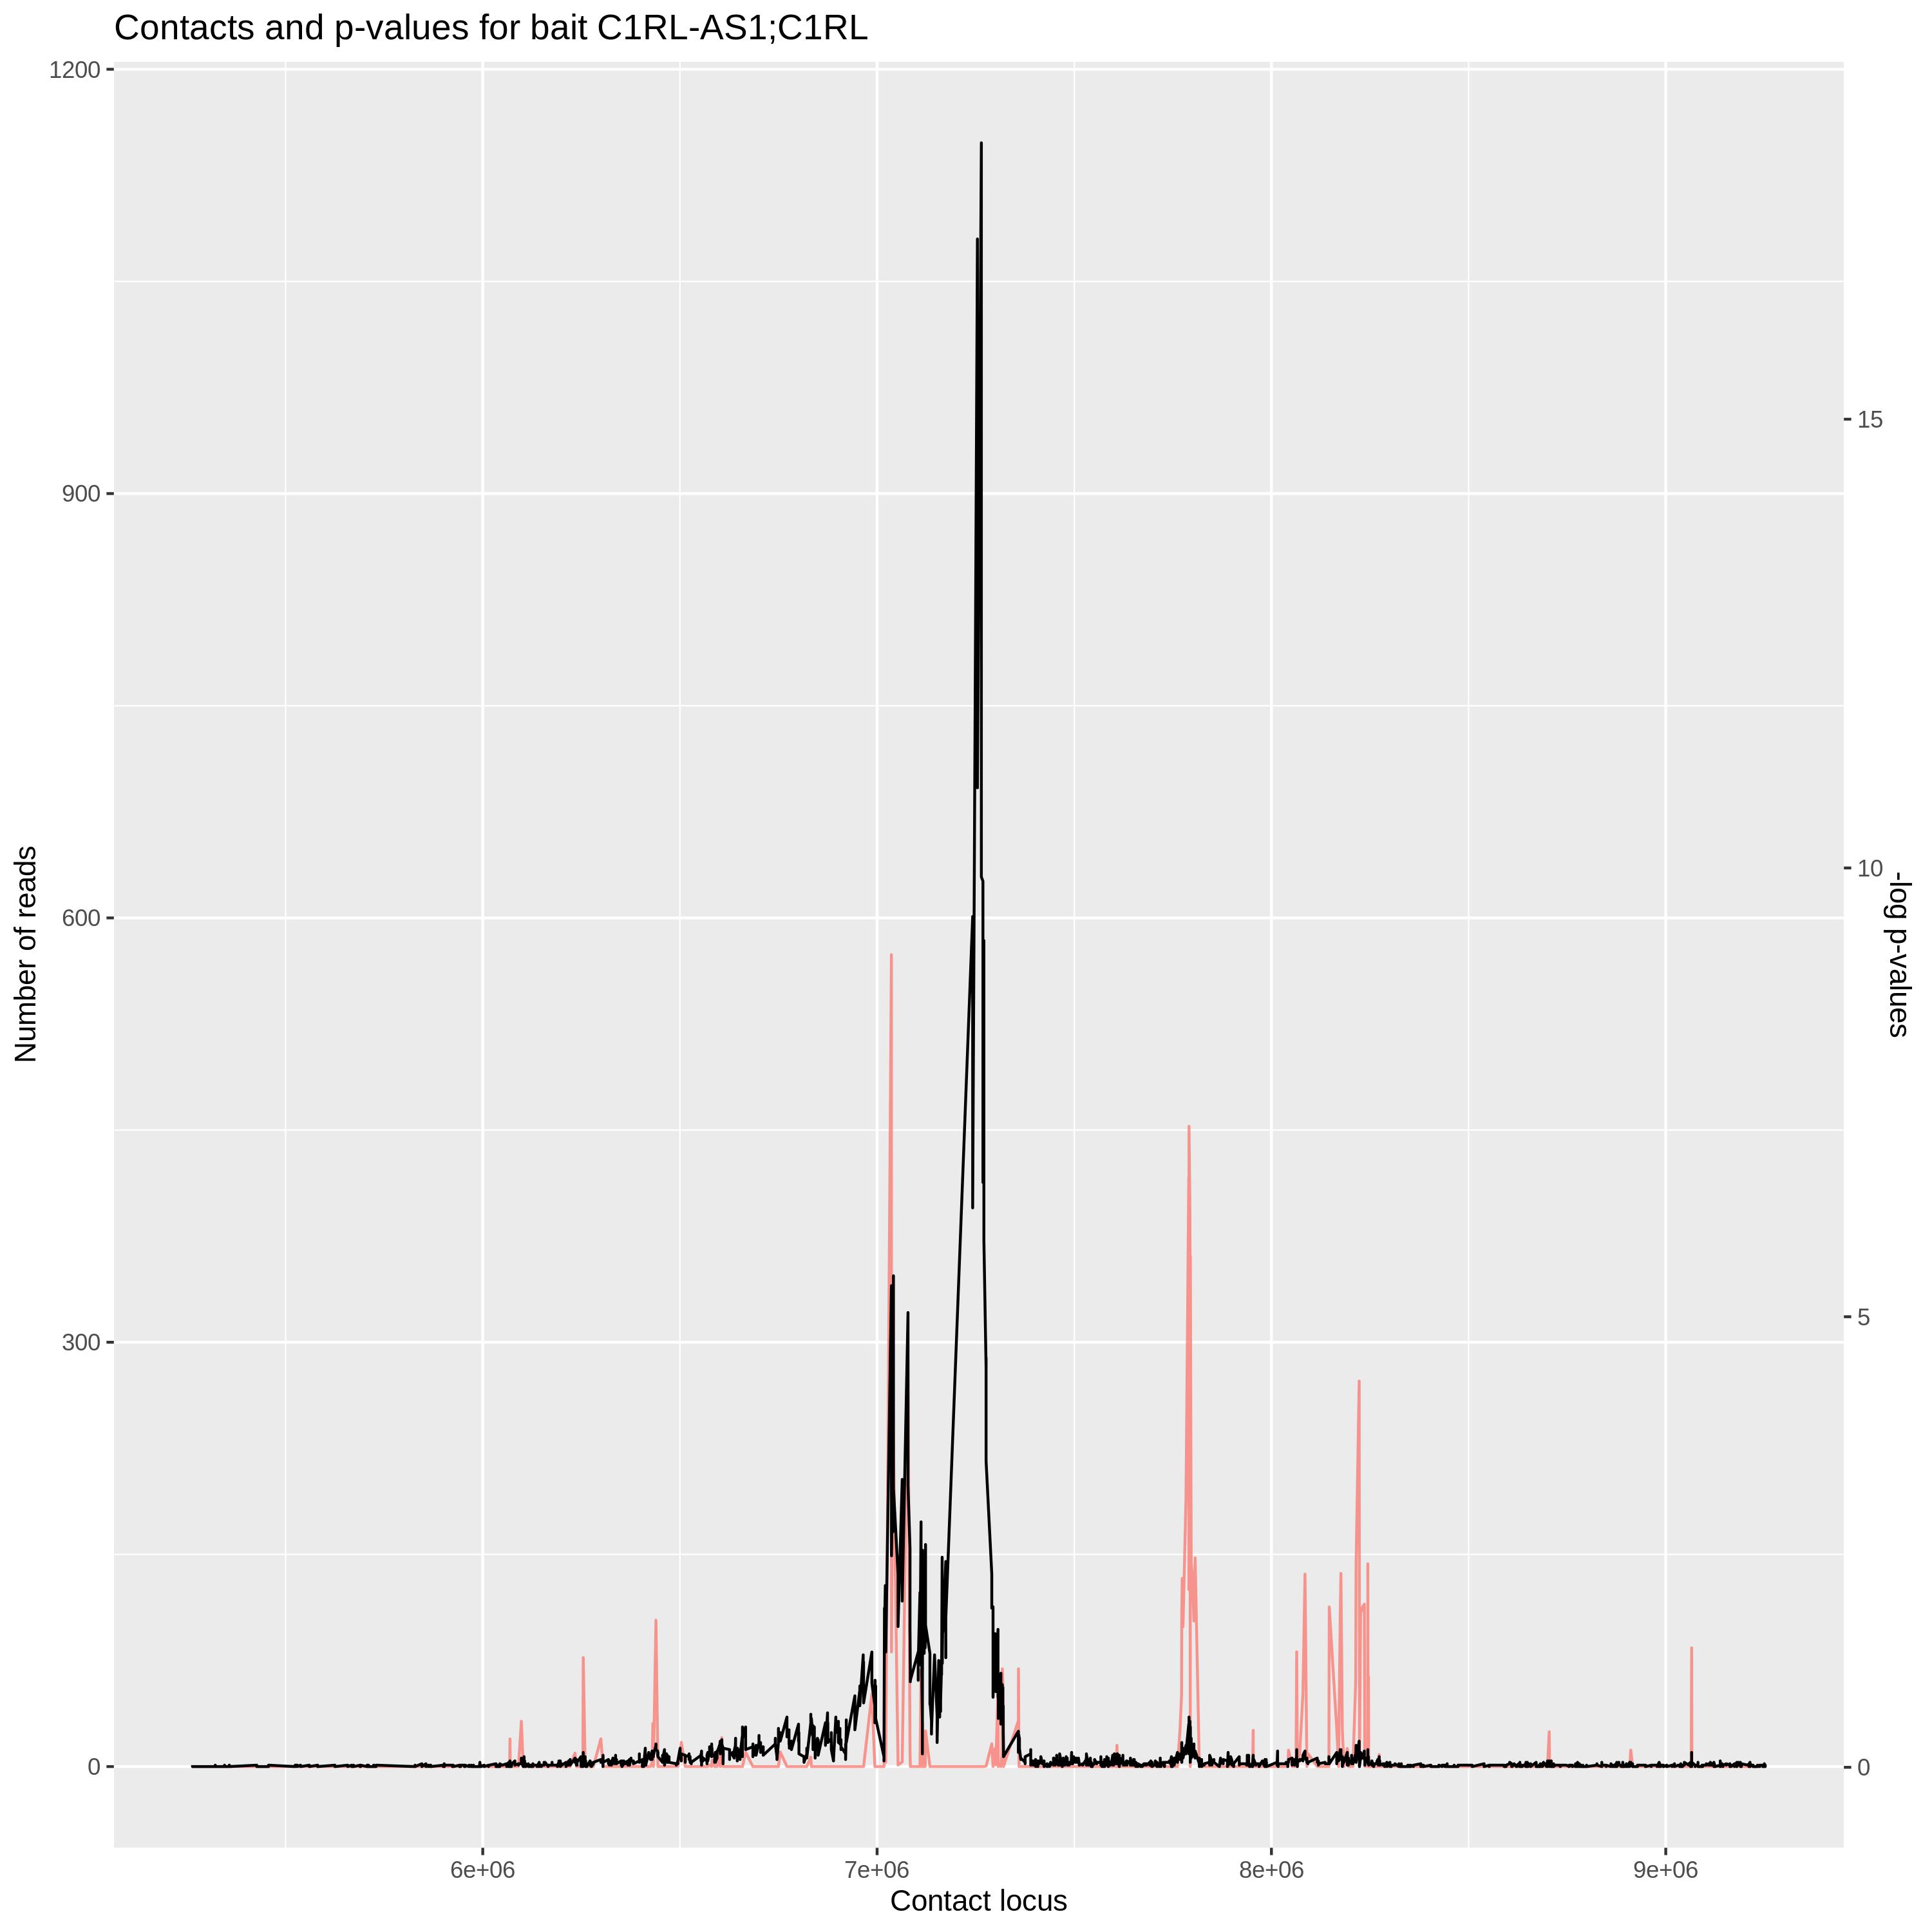 Contacts and p-values for bait C1RL-AS1;C1RL
1200
900
600
300
0
Number of reads
15
10
5
0
-log p-values
6e+06
7e+06
8e+06
9e+06
Contact locus